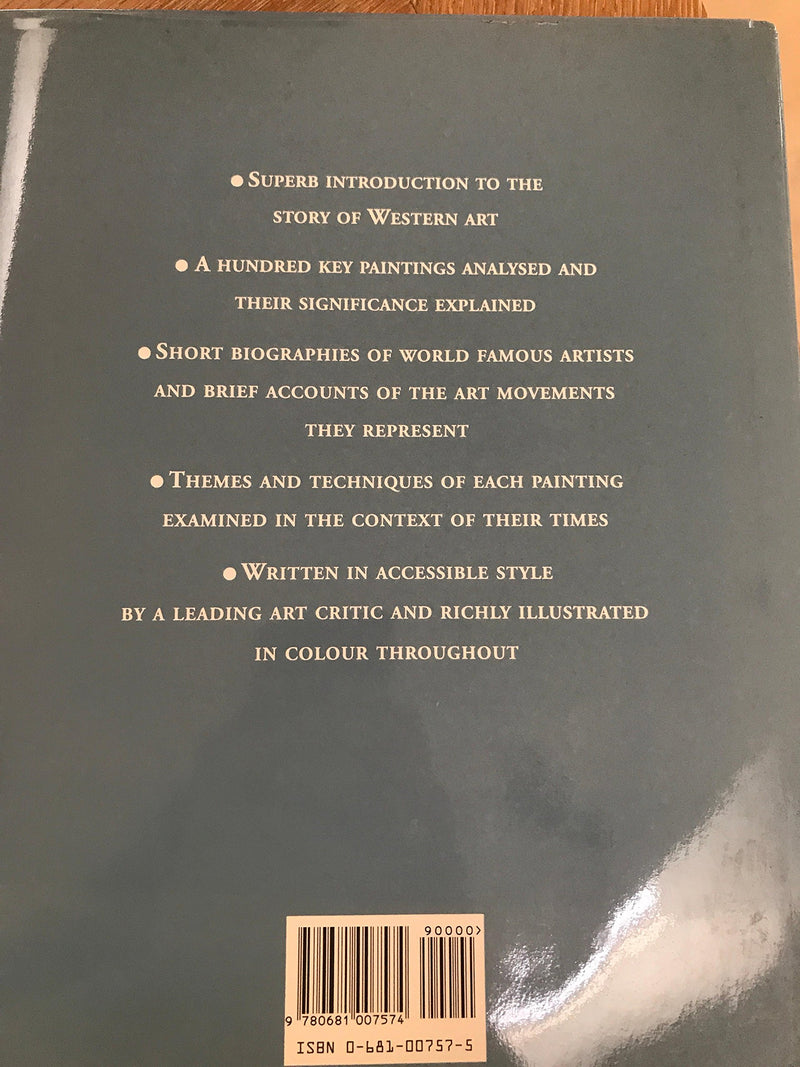 ● Superb introduction to the
story of Western art
● A hundred key paintings analysed and
their significance explained
● Short biographies of world famous artists
and brief accounts of the art movements
they represent
● Themes and techniques of each painting
examined in the context of their times
● Written in accessible style
by a leading art critic and richly illustrated
in colour throughout
90000>
9 780681 007574
ISBN 0-681-00757-5